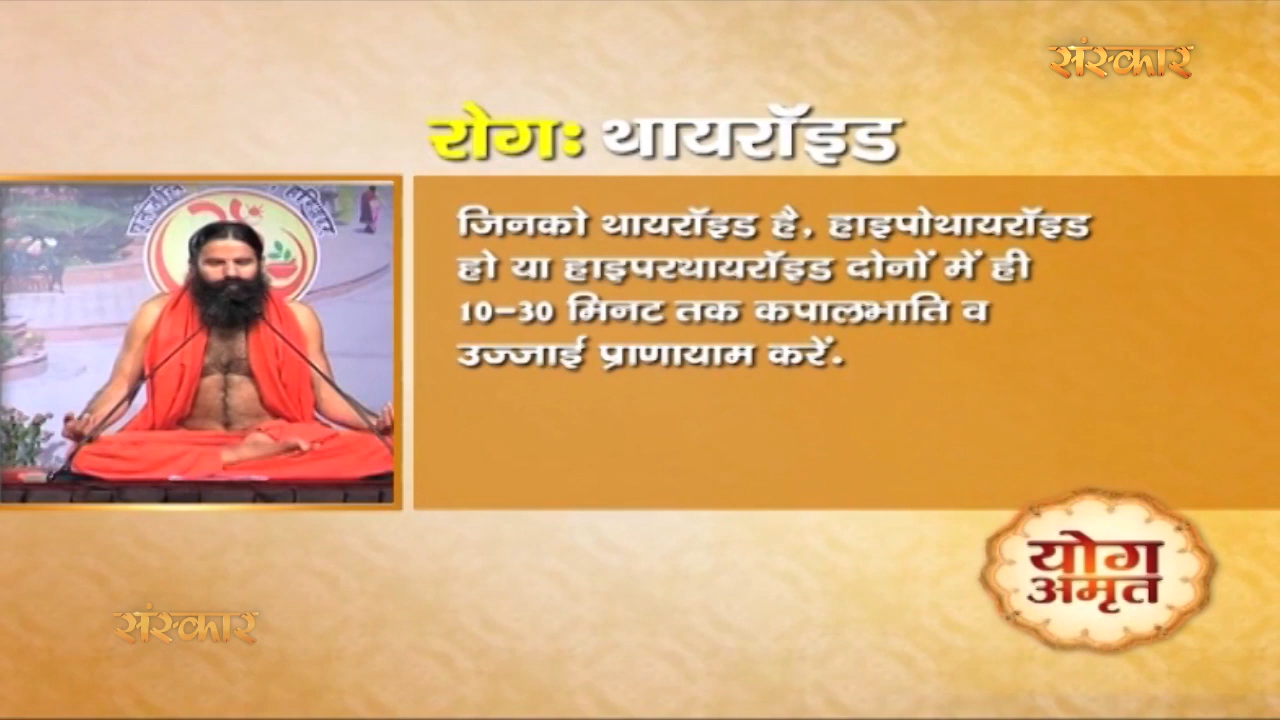 संस्कार
रोगः थायरॉइड
जिनको थायरॉइड है, हाइपोथायरॉइड
हो या हाइपरथायरॉइड दोनों में ही
10-30 मिनट तक कपालभाति व
उज्जाई प्राणायाम करें.
योग
अमृत
संस्कार